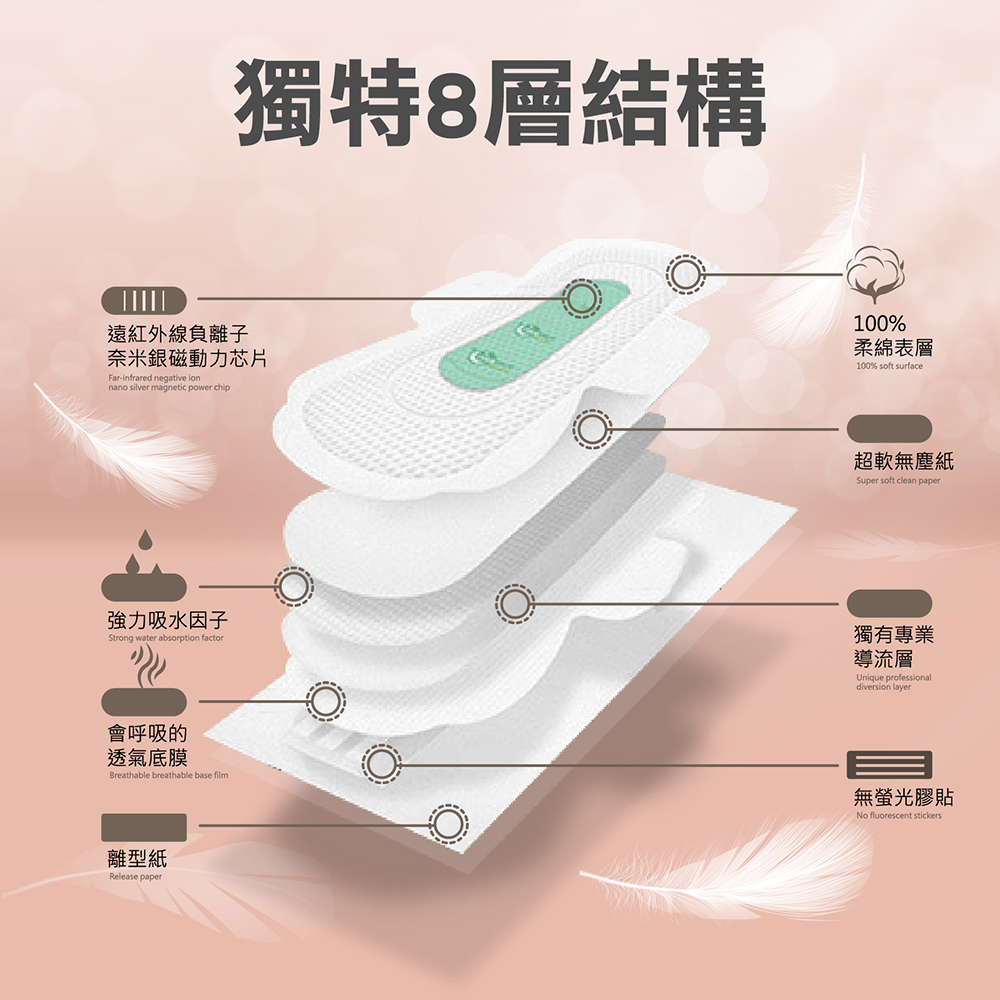 獨特8層結構
遠紅外線負離子
奈米銀磁動力芯片
Far-infrared negative ion
nano silver magnetic power chip
100%
柔綿表層
100% soft surface
超軟無塵紙
Super soft clean paper
強力吸水因子
Strong water absorption factor
獨有專業
導流層
Unique professional
diversion layer
會呼吸的
透氣底膜
Breathable breathable base film
無螢光膠貼
No fluorescent stickers
離型紙
Release paper